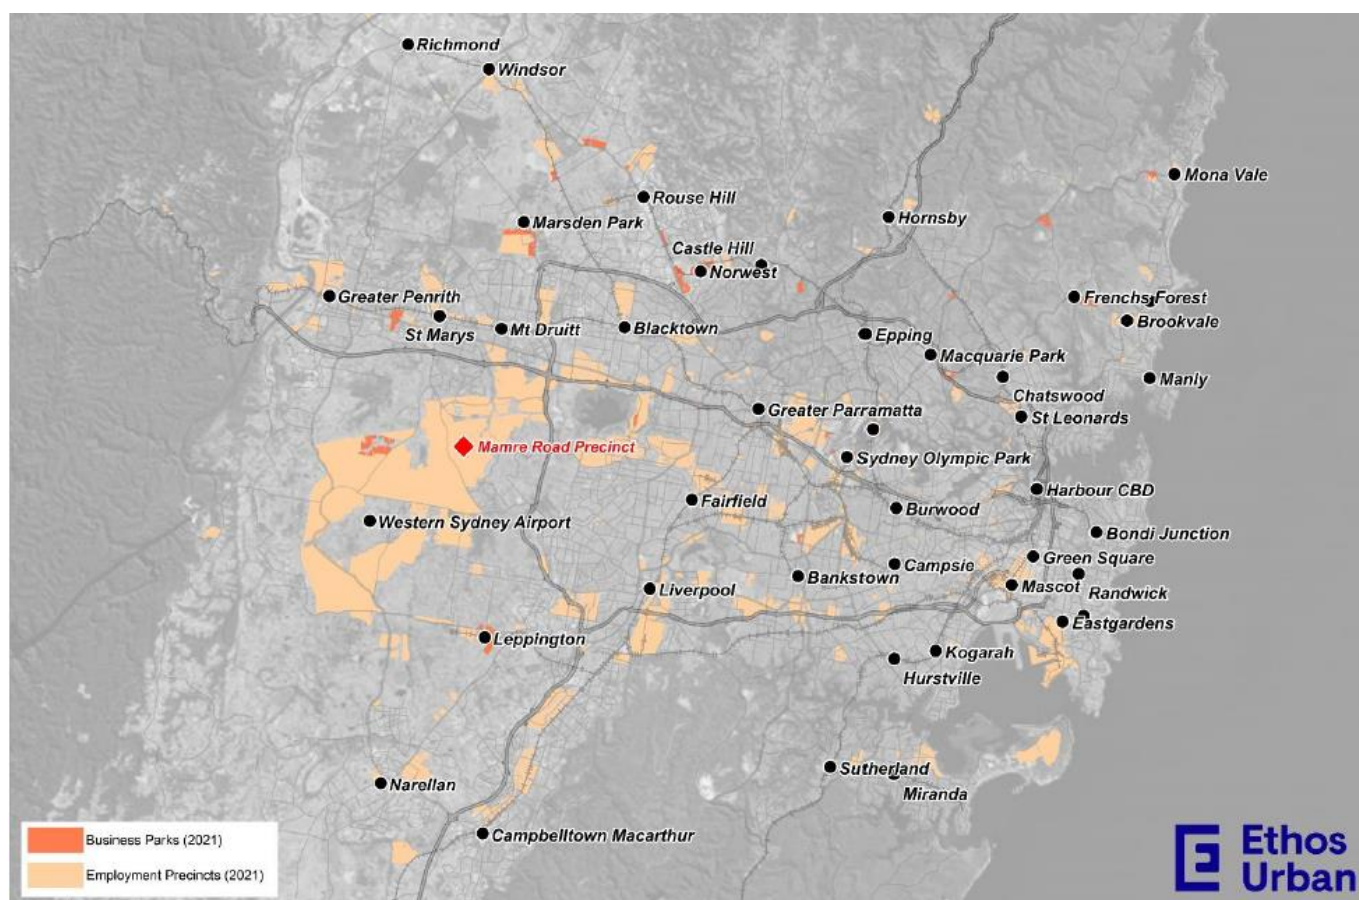 Richmond
Windsor
Mona Vale
Rouse Hill
Marsden Park
Hornsby
Castle Hill
Norwest
Greater Penrith
Frenchs Forest
St Marys
Mt Druitt
Blacktown
Brookvale
Epping
Macquarie Park
Manly
Chatswood
Greater Parramatta
St Leonards
Mamre Road Precinct
Sydney Olympic Park
Harbour CBD
Fairfield
Burwood
Western Sydney Airport
Bondi Junction
Green Square
Campsie
Bankstown
Mascot
Randwick
Liverpool
Eastgardens
Leppington
Kogarah
Hurstville
Sutherland
Miranda
Narellan
Campbelltown Macarthur
Business Parks (2021)
Employment Precincts (2021)
Ethos
Urban